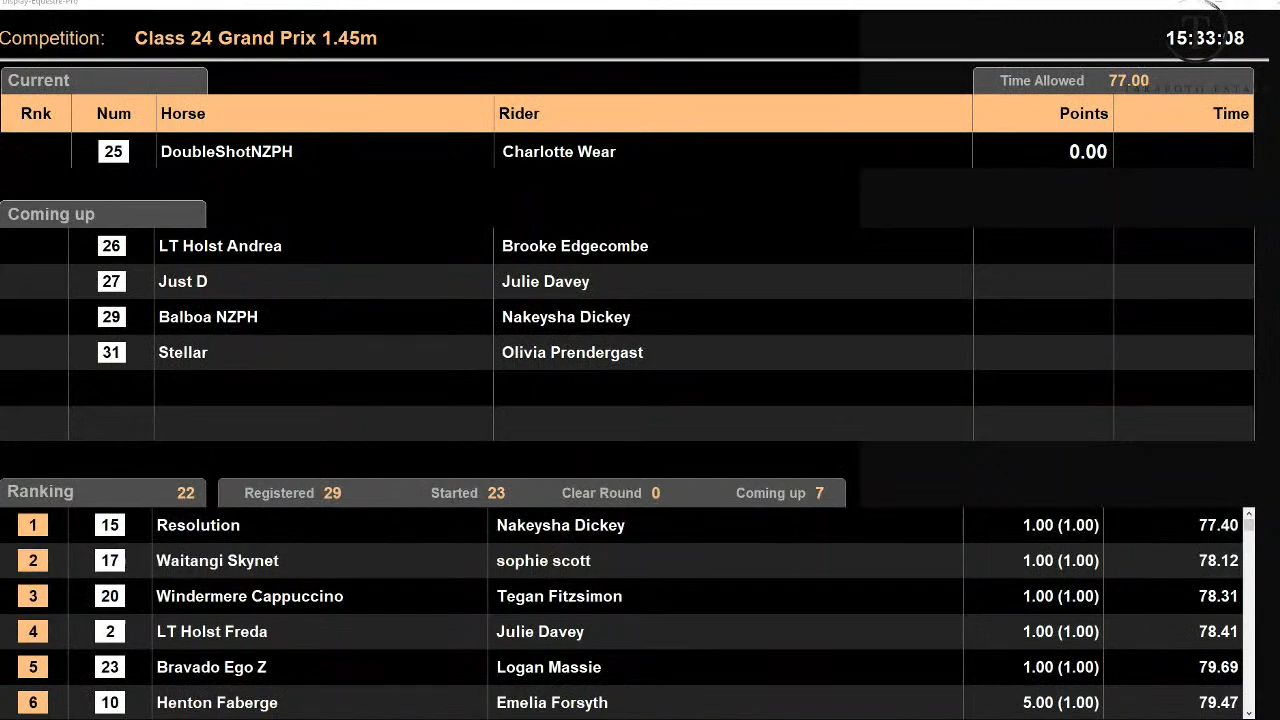 Display-Equestre-Pro
Competition: Class 24 Grand Prix 1.45m 15:33:08
Current Time Allowed 77.00
Rnk Num Horse Rider Points Time
25 DoubleShotNZPH Charlotte Wear 0.00
Coming up
26 LT Holst Andrea Brooke Edgecombe
27 Just D Julie Davey
29 Balboa NZPH Nakeysha Dickey
31 Stellar Olivia Prendergast
Ranking 22 Registered 29 Started 23 Clear Round 0 Coming up 7
1 15 Resolution Nakeysha Dickey 1.00 (1.00) 77.40
2 17 Waitangi Skynet sophie scott 1.00 (1.00) 78.12
3 20 Windermere Cappuccino Tegan Fitzsimon 1.00 (1.00) 78.31
4 2 LT Holst Freda Julie Davey 1.00 (1.00) 78.41
5 23 Bravado Ego Z Logan Massie 1.00 (1.00) 79.69
6 10 Henton Faberge Emelia Forsyth 5.00 (1.00) 79.47